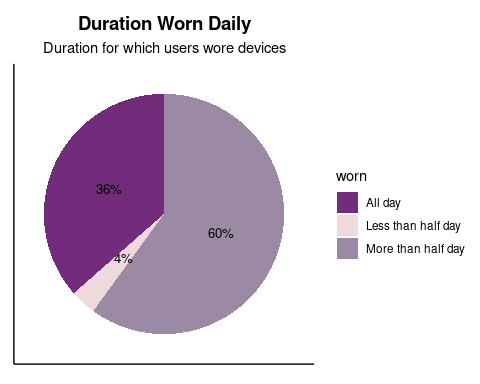 Duration Worn Daily
Duration for which users wore devices
36%
60%
4%
worn
All day
Less than half day
More than half day